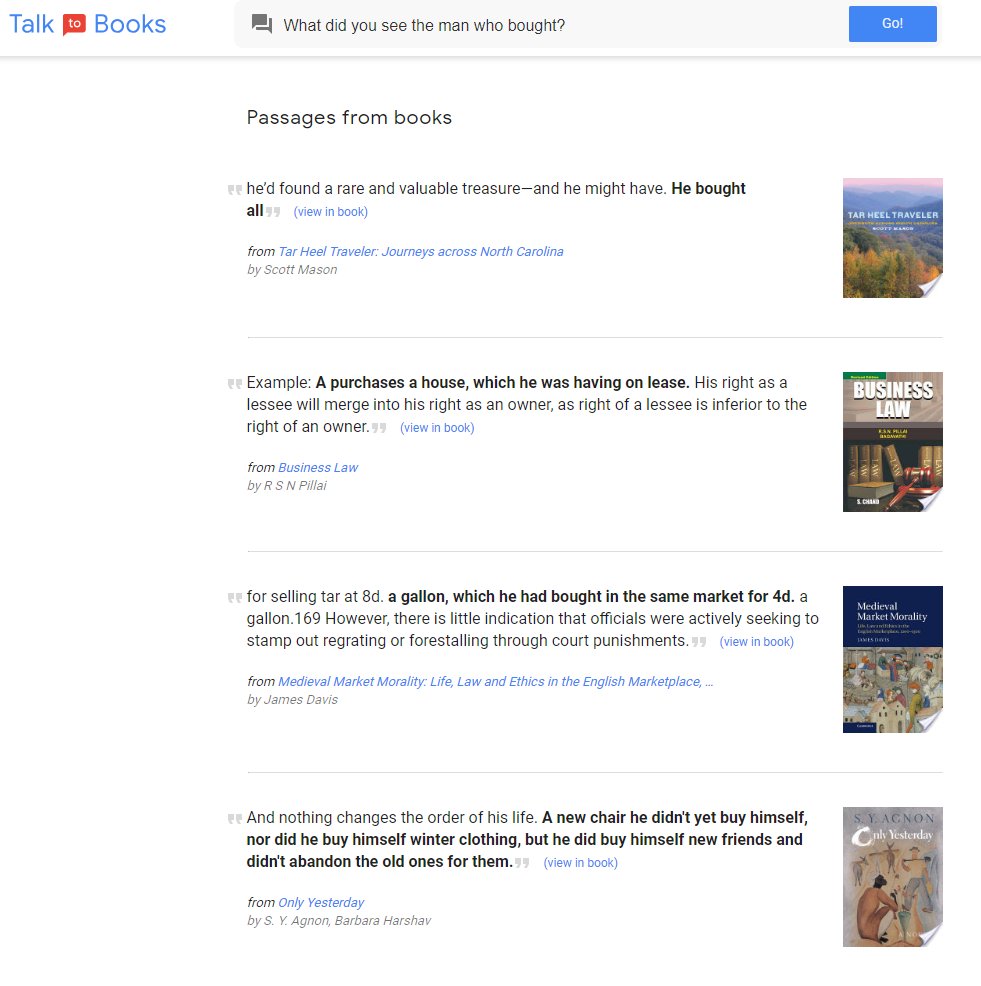 Talk to Books
What did you see the man who bought?
Go!
Passages from books
he'd found a rare and valuable treasure—and he might have. He bought
all (view in book)
from Tar Heel Traveler: Journeys across North Carolina
by Scott Mason
TAR HEEL TRAVELER
SCOTT MASON
Example: A purchases a house, which he was having on lease. His right as a
lessee will merge into his right as an owner, as right of a lessee is inferior to the
right of an owner. (view in book)
from Business Law
by R S N Pillai
BUSINESS
LAW
R.S.N. PILLAI
BAGAVATHI
S. CHAND
for selling tar at 8d. a gallon, which he had bought in the same market for 4d. a
gallon.169 However, there is little indication that officials were actively seeking to
stamp out regrating or forestalling through court punishments. (view in book)
from Medieval Market Morality: Life, Law and Ethics in the English Marketplace, ...
by James Davis
Medieval
Market Morality
JAMES DAVIS
And nothing changes the order of his life. A new chair he didn't yet buy himself,
nor did he buy himself winter clothing, but he did buy himself new friends and
didn't abandon the old ones for them. (view in book)
from Only Yesterday
by S. Y. Agnon, Barbara Harshav
S. Y. AGNON
Only Yesterday